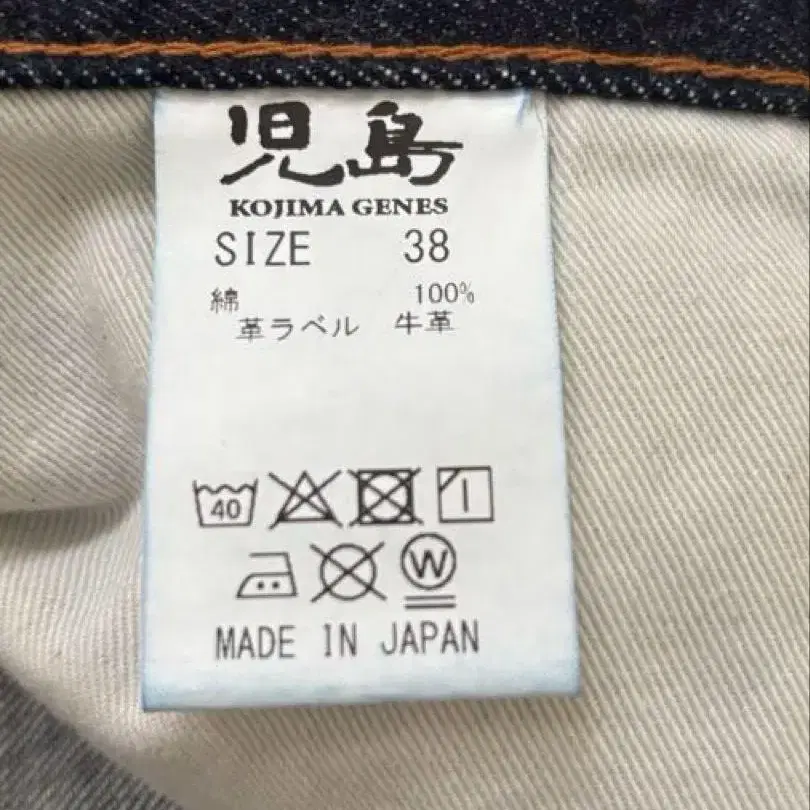 児島
KOJIMA GENES
SIZE 38
綿 100%
革ラベル 牛革
40
W
MADE IN JAPAN